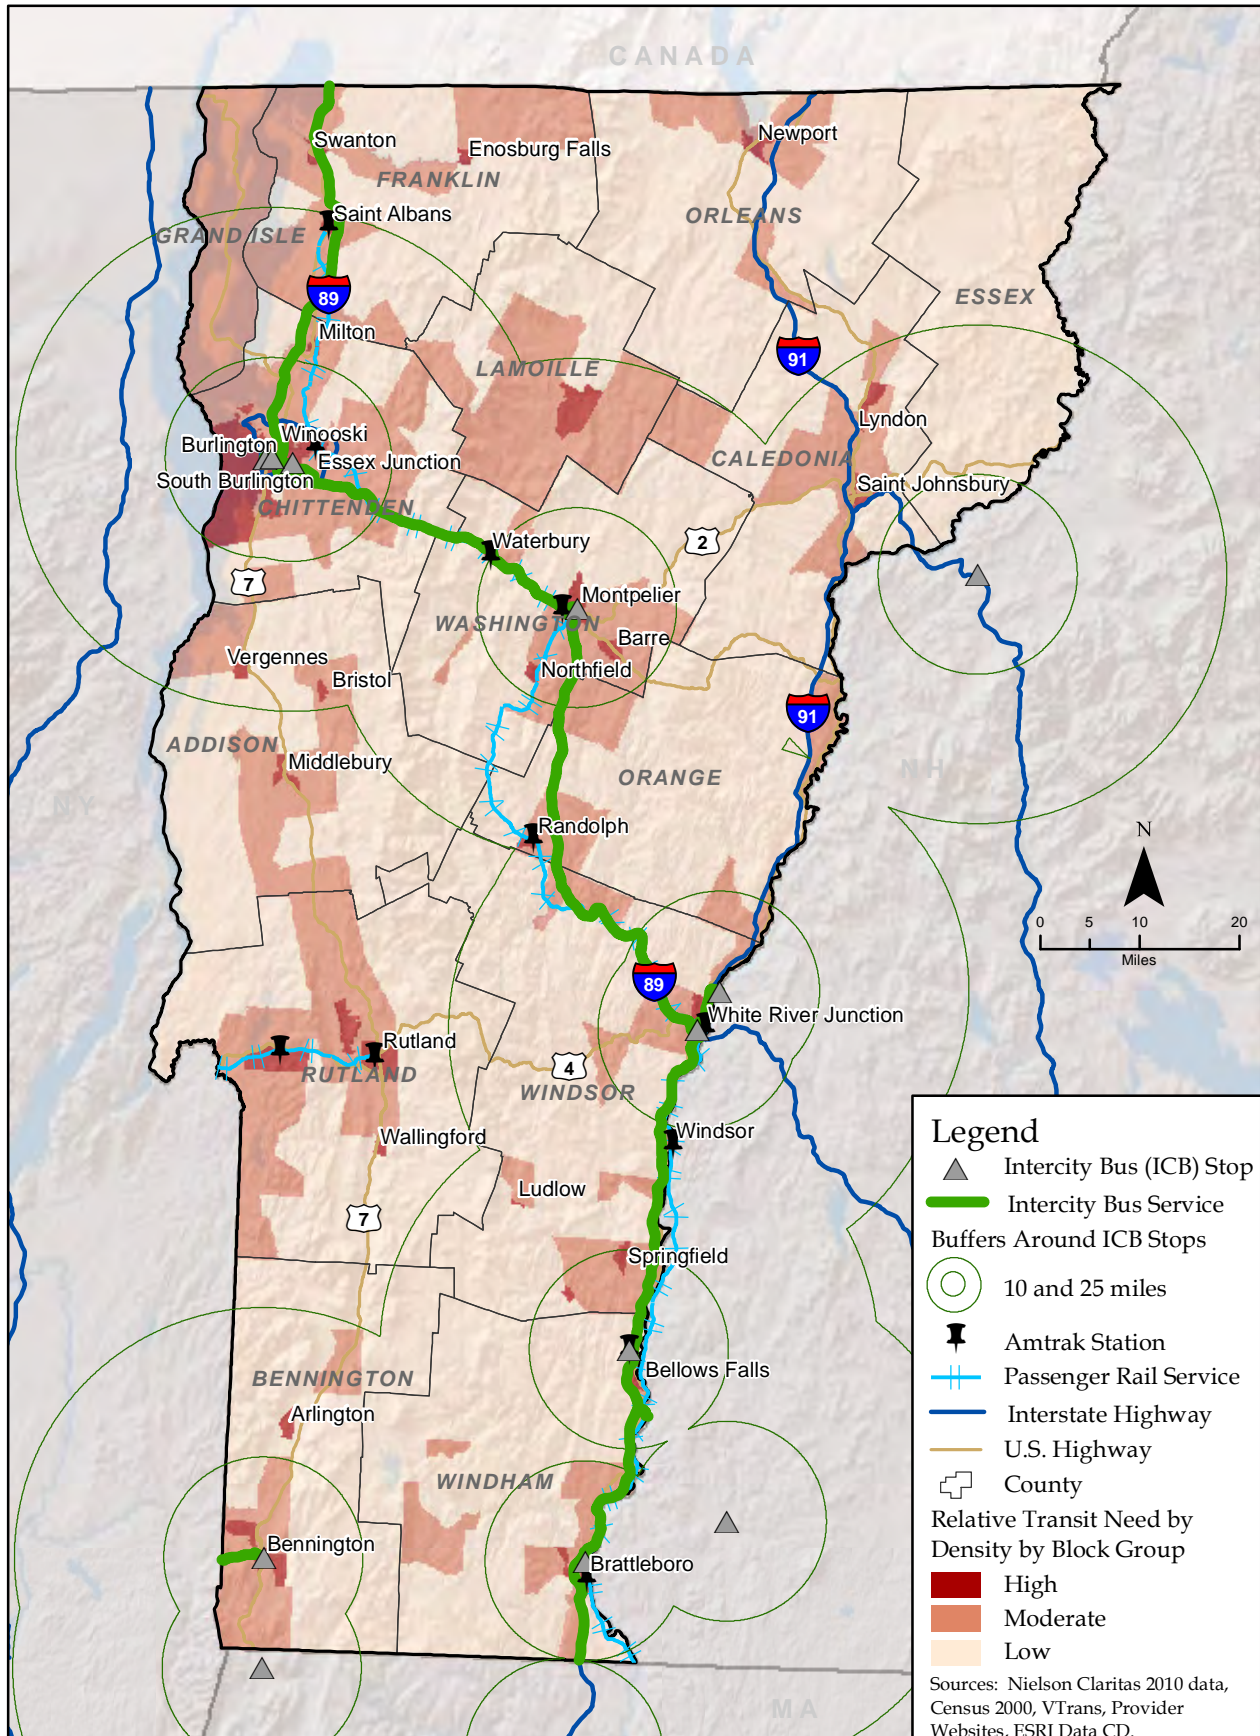 CANADA
Swanton
Enosburg Falls
Newport
FRANKLIN
Saint Albans
ORLEANS
GRAND ISLE
89
ESSEX
Milton
91
LAMOILLE
Lyndon
Winooski
Burlington
Essex Junction
CALEDONIA
South Burlington
Saint Johnsbury
CHITTENDEN
Waterbury
2
7
Montpelier
WASHINGTON
Barre
Vergennes
Northfield
Bristol
91
ADDISON
Middlebury
NH
ORANGE
NY
Randolph
N
0 5 10 20
Miles
89
White River Junction
Rutland
4
RUTLAND
WINDSOR
Wallingford
Windsor
Ludlow
7
Springfield
BENNINGTON
Bellows Falls
Arlington
WINDHAM
Bennington
Brattleboro
MA
Legend
Intercity Bus (ICB) Stop
Intercity Bus Service
Buffers Around ICB Stops
10 and 25 miles
Amtrak Station
Passenger Rail Service
Interstate Highway
U.S. Highway
County
Relative Transit Need by
Density by Block Group
High
Moderate
Low
Sources: Nielson Claritas 2010 data,
Census 2000, VTrans, Provider
Websites, ESRI Data CD.